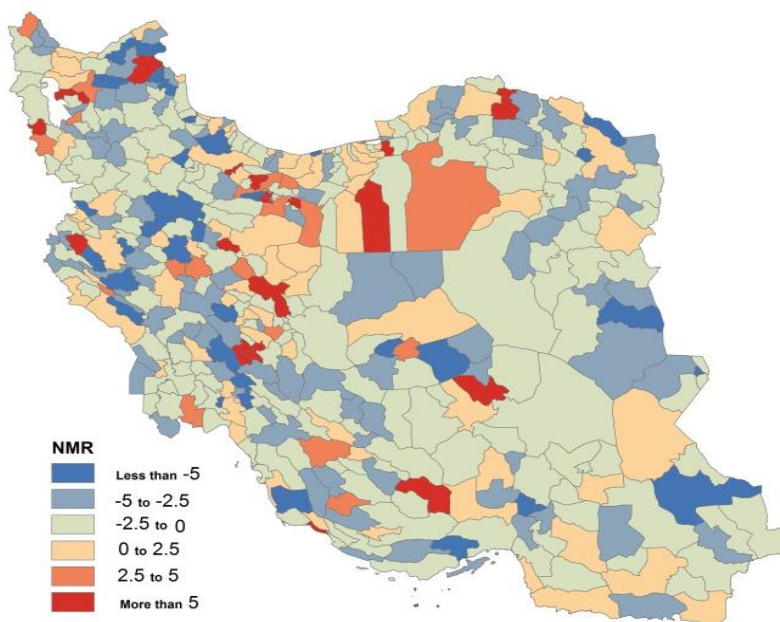 NMR
Less than -5
-5 to -2.5
-2.5 to 0
0 to 2.5
2.5 to 5
More than 5